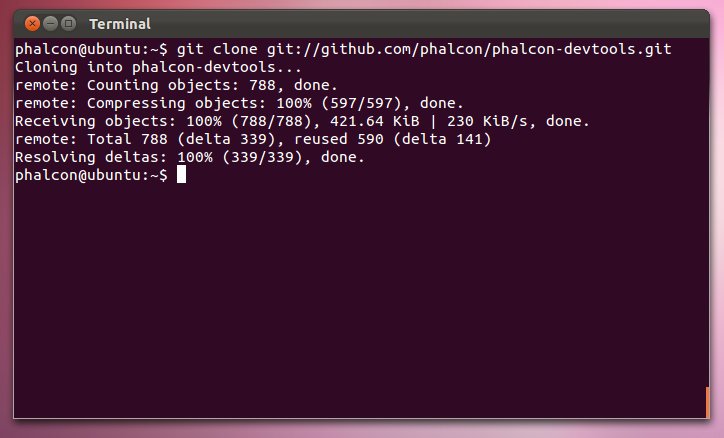 Terminal
phalcon@ubuntu:~$ git clone git://github.com/phalcon/phalcon-devtools.git
Cloning into phalcon-devtools...
remote: Counting objects: 788, done.
remote: Compressing objects: 100% (597/597), done.
Receiving objects: 100% (788/788), 421.64 KiB | 230 KiB/s, done.
remote: Total 788 (delta 339), reused 590 (delta 141)
Resolving deltas: 100% (339/339), done.
phalcon@ubuntu:~$